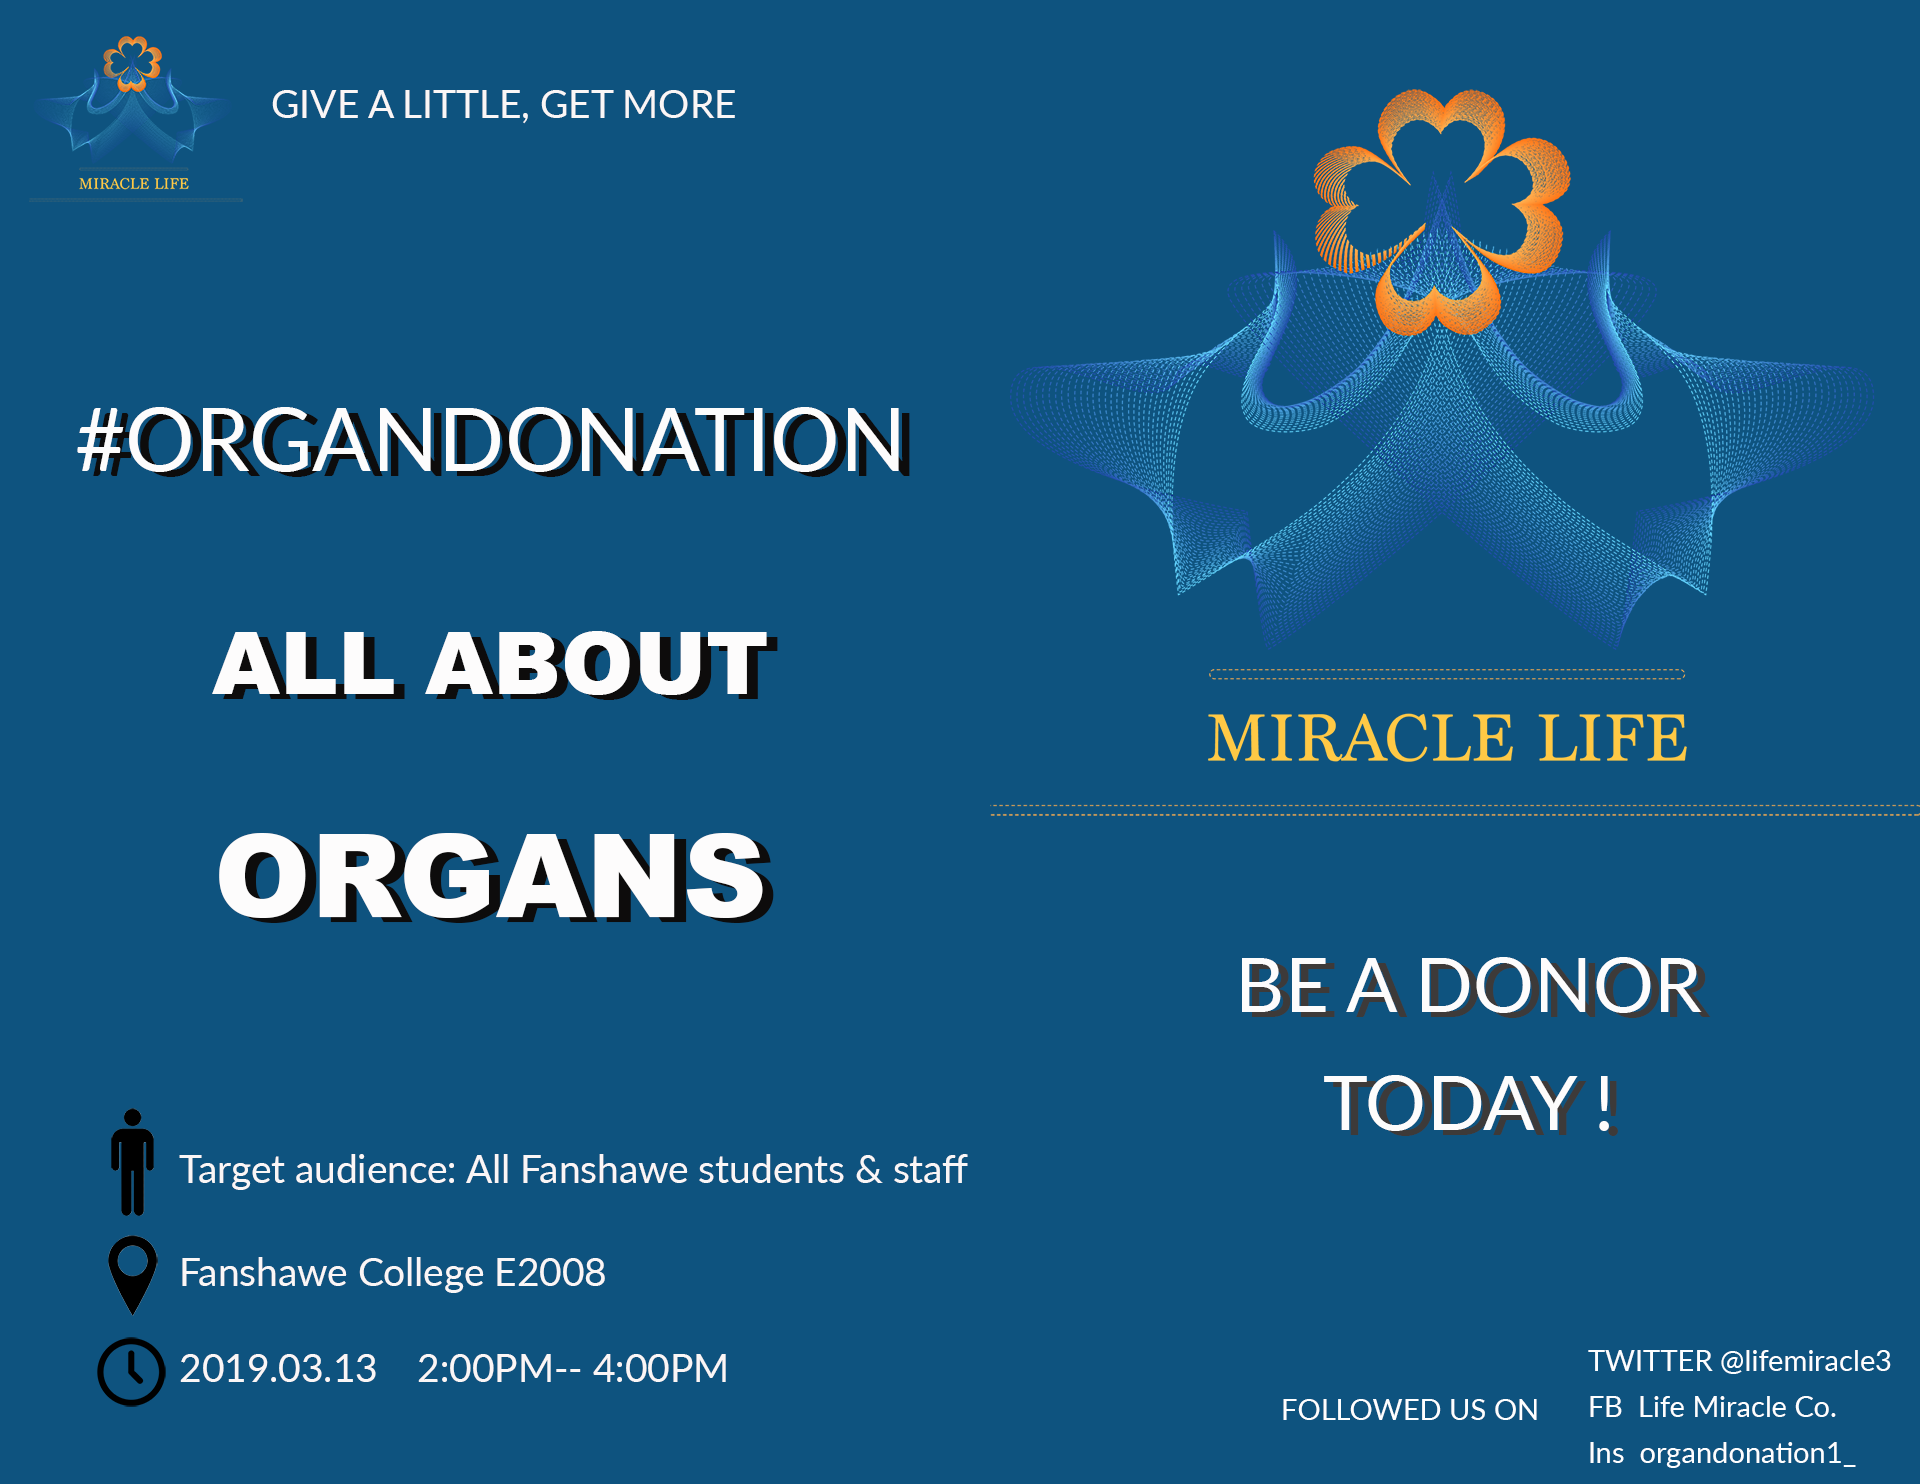 MIRACLE LIFE
GIVE A LITTLE, GET MORE
#ORGANDONATION
ALL ABOUT
ORGANS
Target audience: All Fanshawe students & staff
Fanshawe College E2008
2019.03.13 2:00PM-- 4:00PM
MIRACLE LIFE
BE A DONOR
TODAY !
FOLLOWED US ON
TWITTER @lifemiracle3
FB Life Miracle Co.
Ins organdonation1_